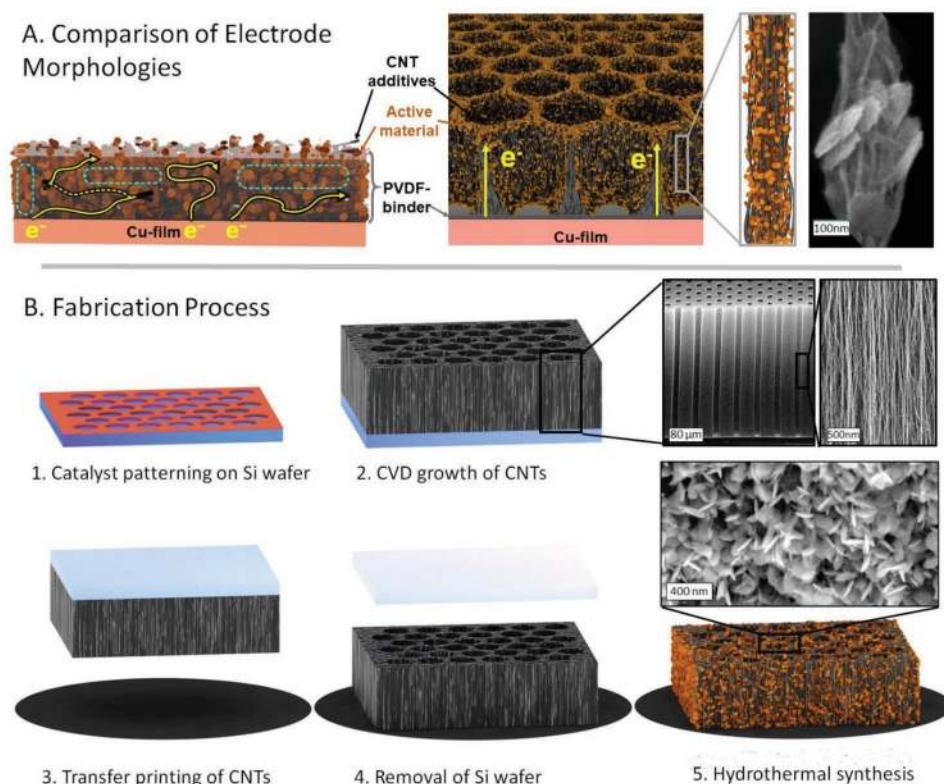 A. Comparison of Electrode
Morphologies
CNT
additives
Active
material
PVDF-
binder
e⁻
e⁻
e⁻
Cu-film
e⁻
e⁻
Cu-film
100nm
B. Fabrication Process
80 µm
500nm
1. Catalyst patterning on Si wafer
2. CVD growth of CNTs
400 nm
3. Transfer printing of CNTs
4. Removal of Si wafer
5. Hydrothermal synthesis